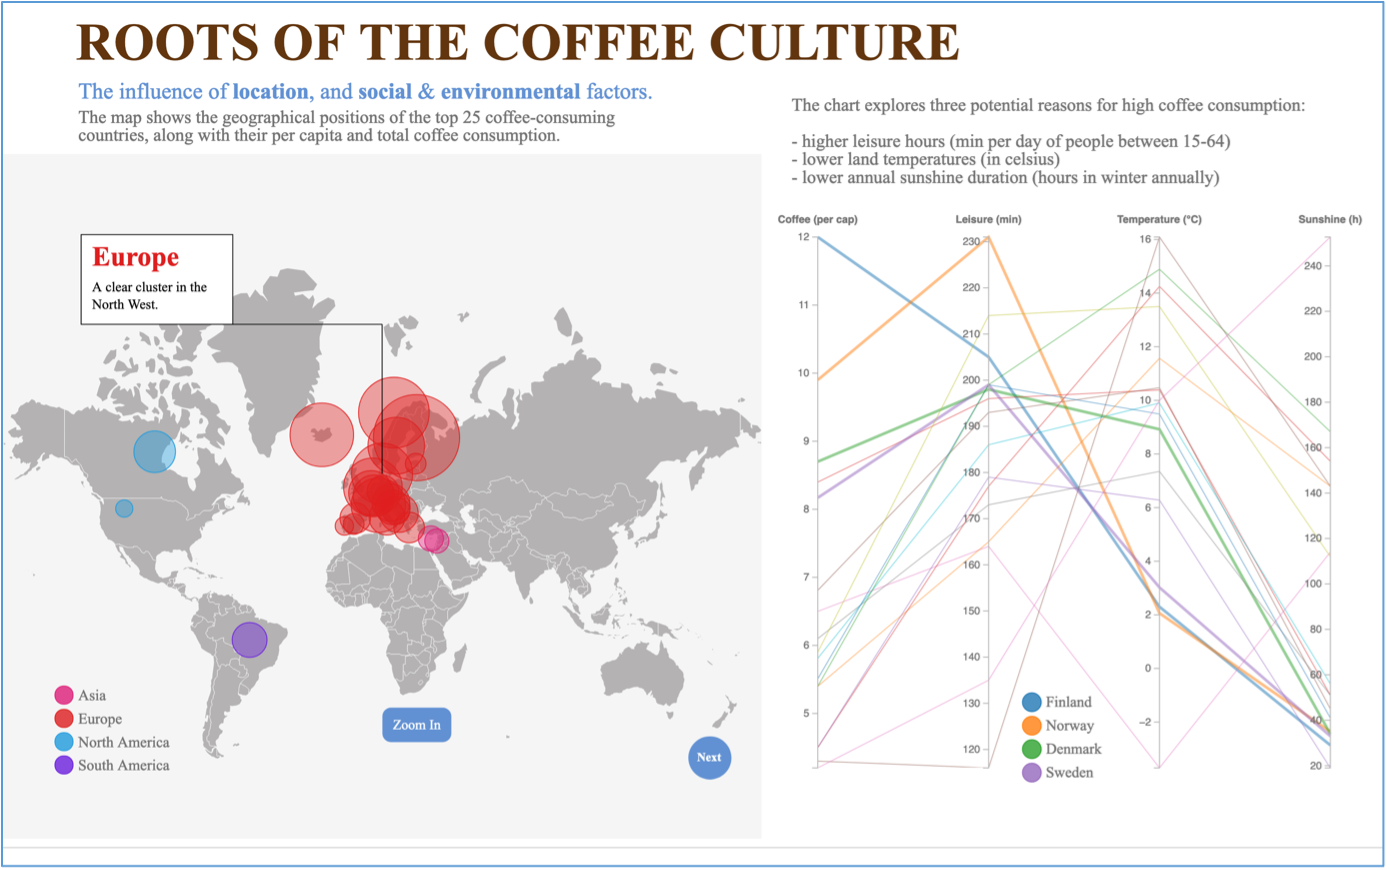 ROOTS OF THE COFFEE CULTURE
The influence of location, and social & environmental factors.
The map shows the geographical positions of the top 25 coffee-consuming
countries, along with their per capita and total coffee consumption.
Europe
A clear cluster in the
North West.
Asia
Europe
North America
South America
Zoom In
Next
The chart explores three potential reasons for high coffee consumption:
- higher leisure hours (min per day of people between 15-64)
- lower land temperatures (in celsius)
- lower annual sunshine duration (hours in winter annually)
Coffee (per cap)
12
11
10
9
8
7
6
5
Leisure (min)
230
220
210
200
190
180
170
160
150
140
130
120
Temperature (°C)
16
14
12
10
8
6
4
2
0
−2
Sunshine (h)
240
220
200
180
160
140
120
100
80
60
40
20
Finland
Norway
Denmark
Sweden